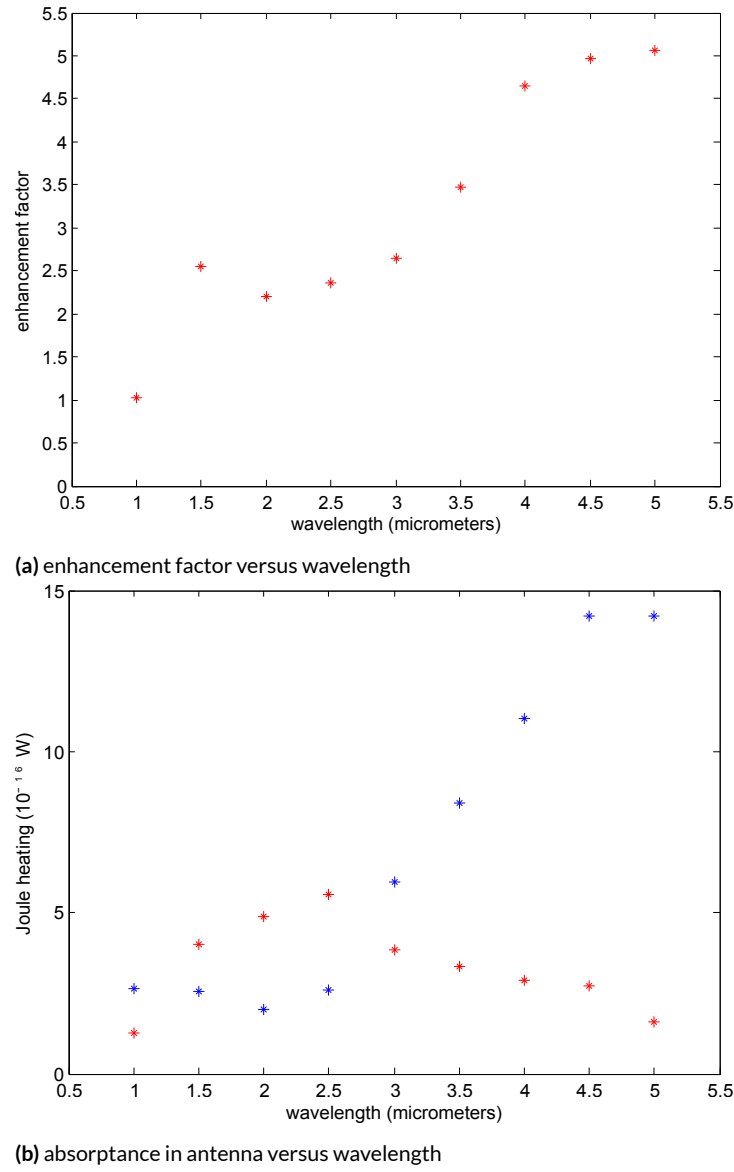 5.5
5
4.5
4
3.5
3
2.5
2
1.5
1
0.5
0
enhancement factor
0.5 1 1.5 2 2.5 3 3.5 4 4.5 5 5.5
wavelength (micrometers)
(a) enhancement factor versus wavelength
15
10
5
0
Joule heating (10⁻¹⁶ W)
0.5 1 1.5 2 2.5 3 3.5 4 4.5 5 5.5
wavelength (micrometers)
(b) absorptance in antenna versus wavelength